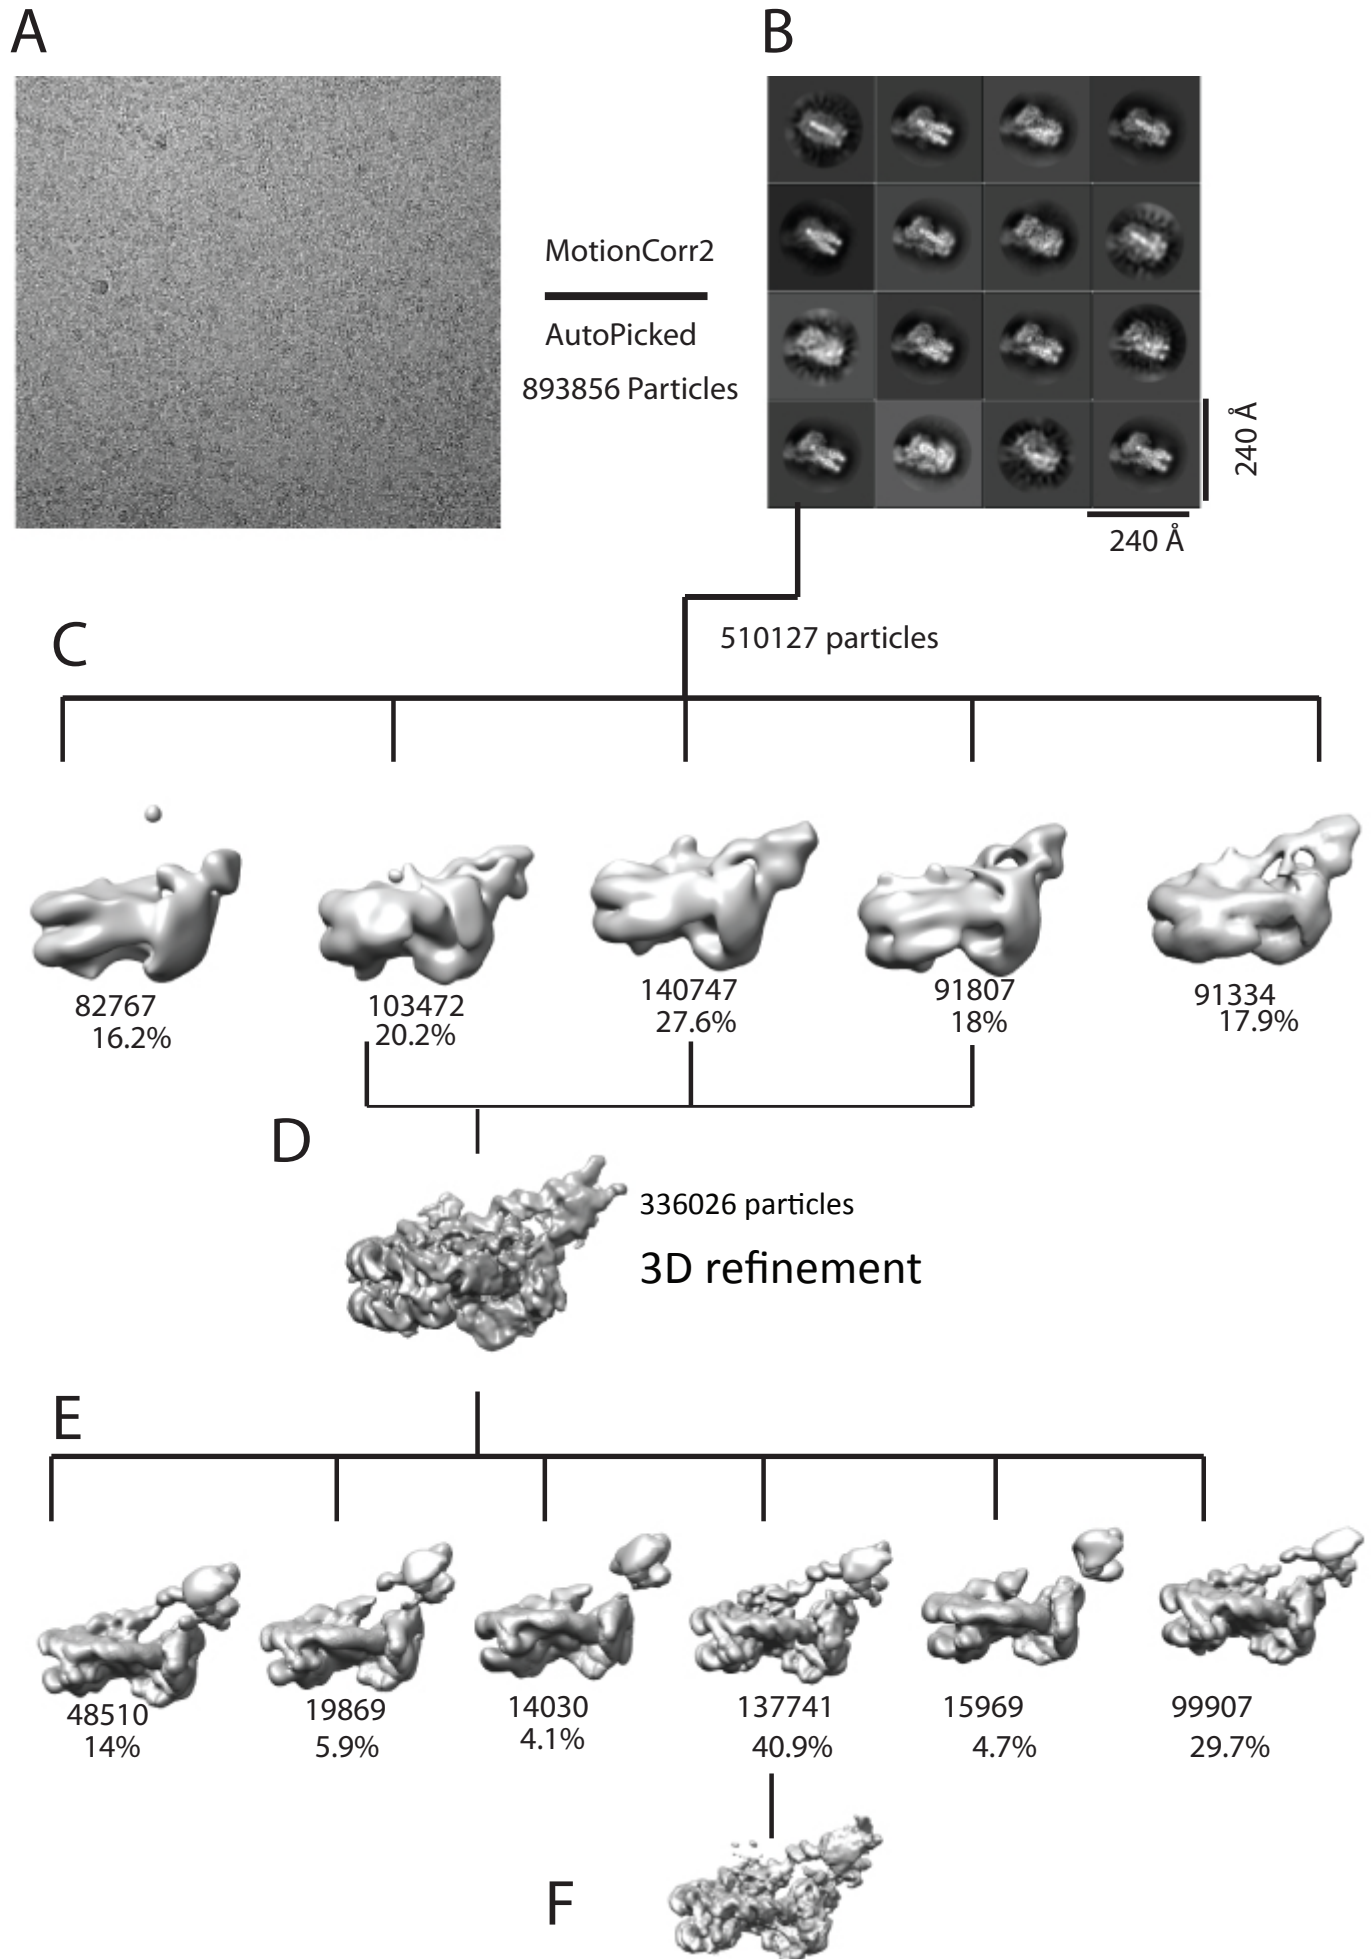 A
B
MotionCorr2
AutoPicked
893856 Particles
240 Å
240 Å
C
510127 particles
82767
16.2%
103472
20.2%
140747
27.6%
91807
18%
91334
17.9%
D
336026 particles
3D refinement
E
48510
14%
19869
5.9%
14030
4.1%
137741
40.9%
15969
4.7%
99907
29.7%
F